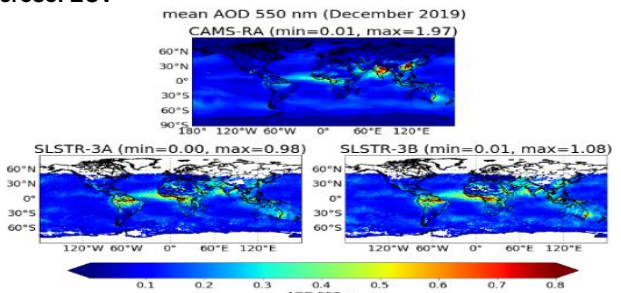 mean AOD 550 nm (December 2019)
CAMS-RA (min=0.01, max=1.97)
60°N
30°N
0°
30°S
60°S
90°S
180° 120°W 60°W 0° 60°E 120°E
SLSTR-3A (min=0.00, max=0.98)
SLSTR-3B (min=0.01, max=1.08)
60°N
30°N
0°
30°S
60°S
120°W 60°W 0° 60°E 120°E
60°N
30°N
0°
30°S
60°S
120°W 60°W 0° 60°E 120°E
0.1 0.2 0.3 0.4 0.5 0.6 0.7 0.8